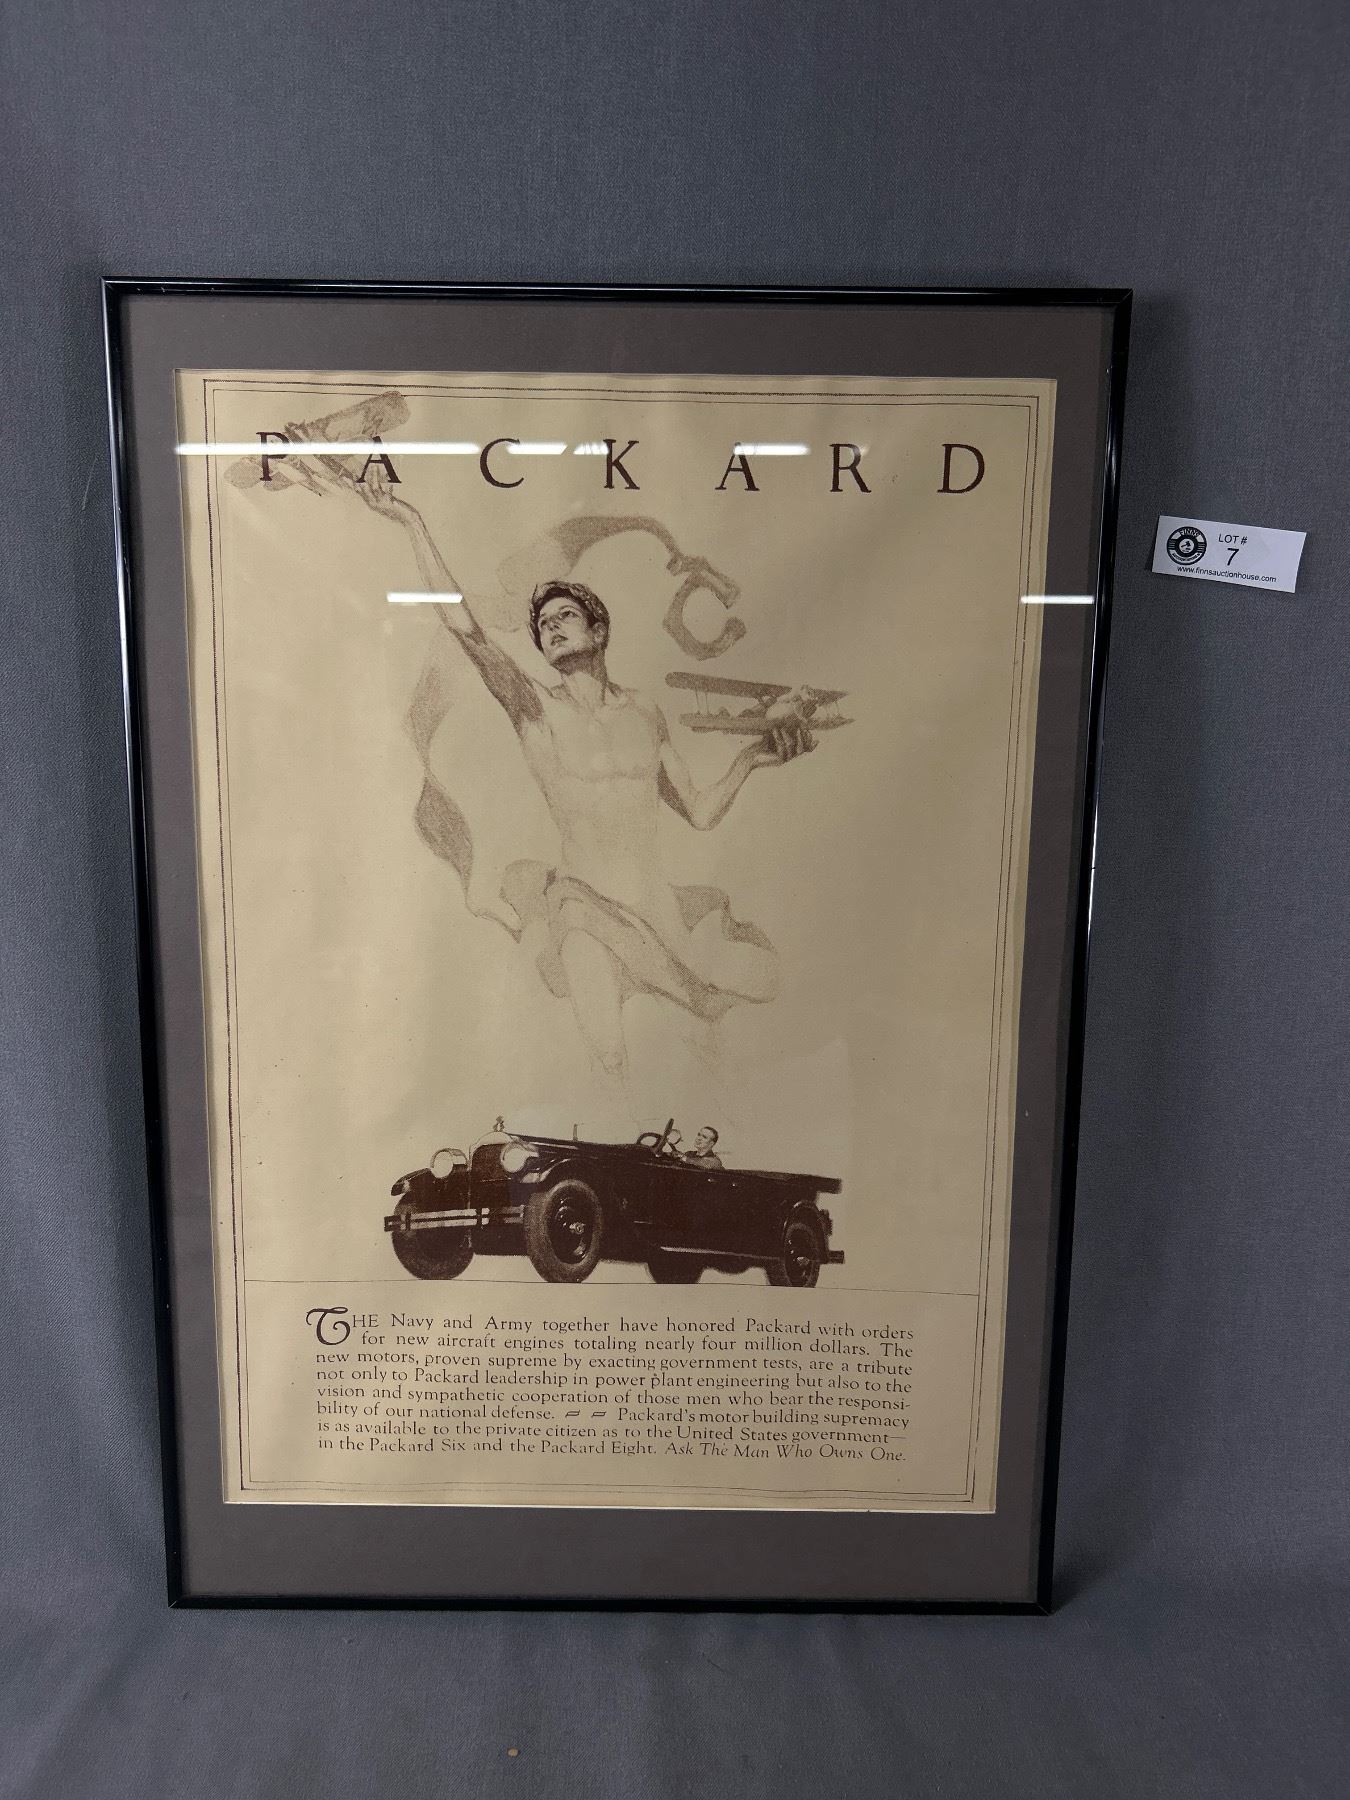 PACKARD
FINN'S
LOT #
7
www.finnsauctionhouse.com
THE Navy and Army together have honored Packard with orders
for new aircraft engines totaling nearly four million dollars. The
new motors, proven supreme by exacting government tests, are a tribute
not only to Packard leadership in power plant engineering but also to the
vision and sympathetic cooperation of those men who bear the responsi-
bility of our national defense. = = Packard's motor building supremacy
is as available to the private citizen as to the United States government—
in the Packard Six and the Packard Eight. Ask The Man Who Owns One.